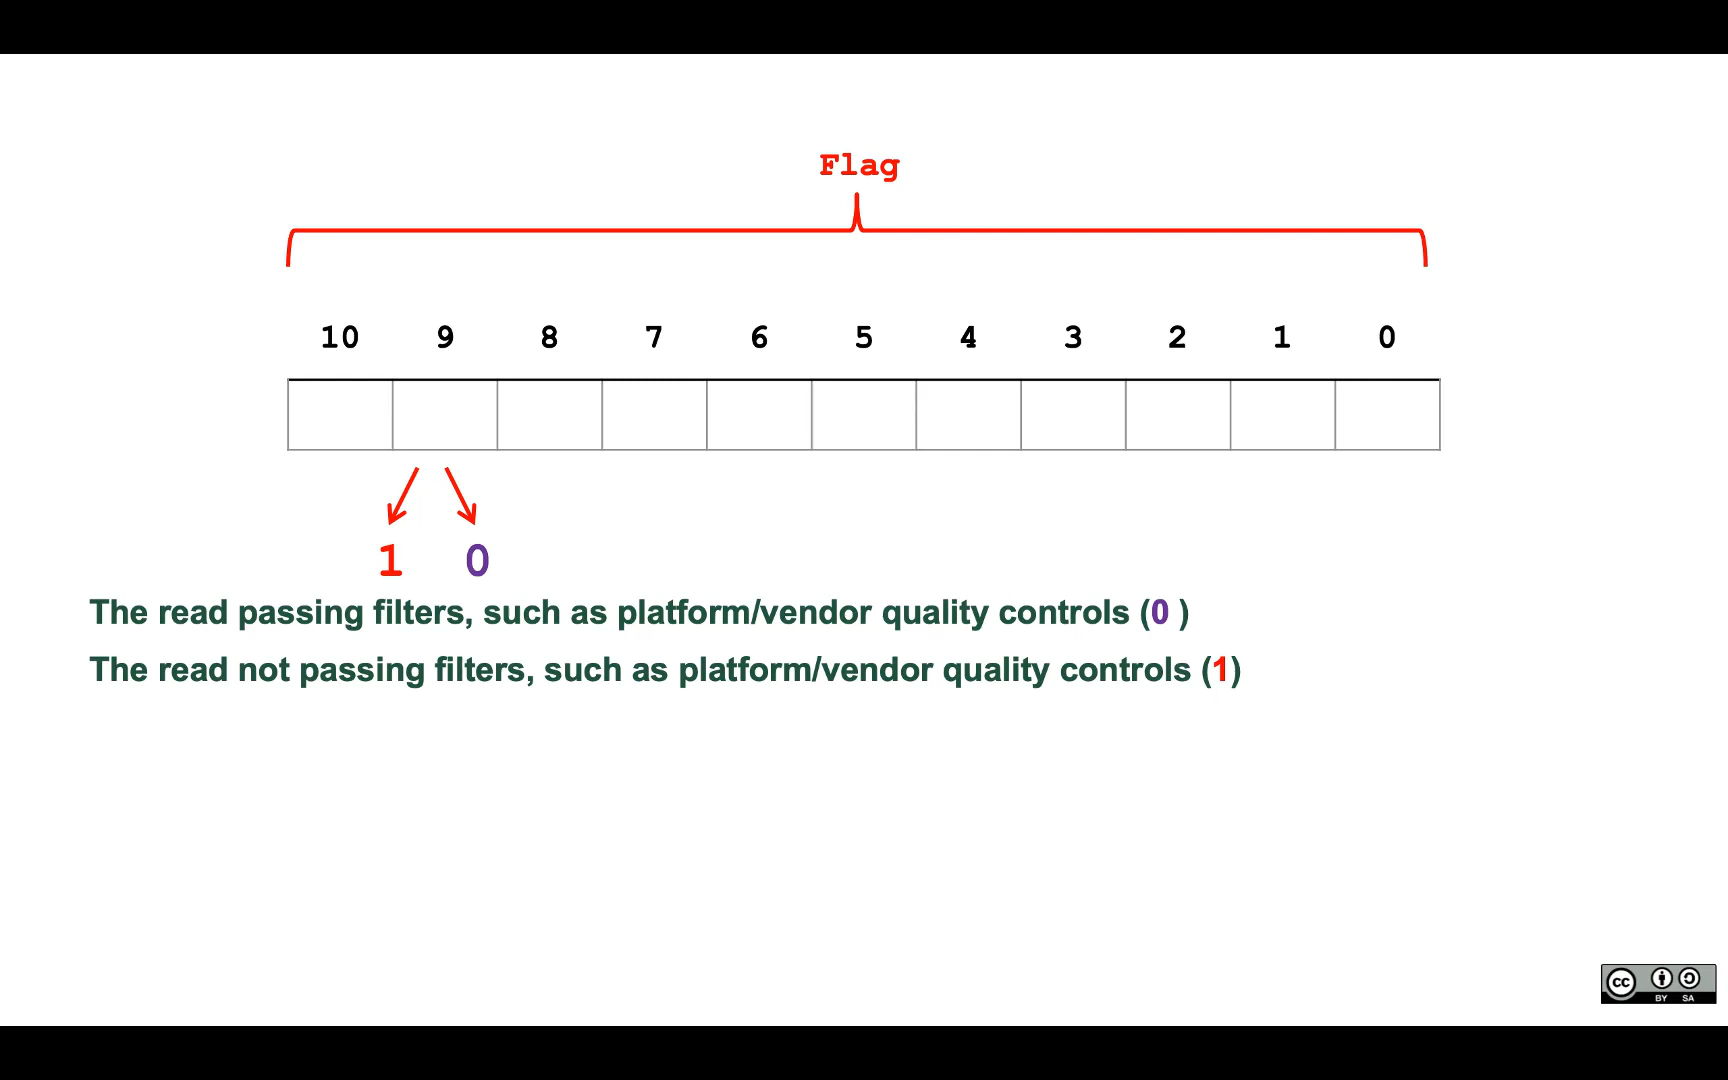 Flag
10 9 8 7 6 5 4 3 2 1 0
1 0
The read passing filters, such as platform/vendor quality controls (0 )
The read not passing filters, such as platform/vendor quality controls (1)
cc
BY SA